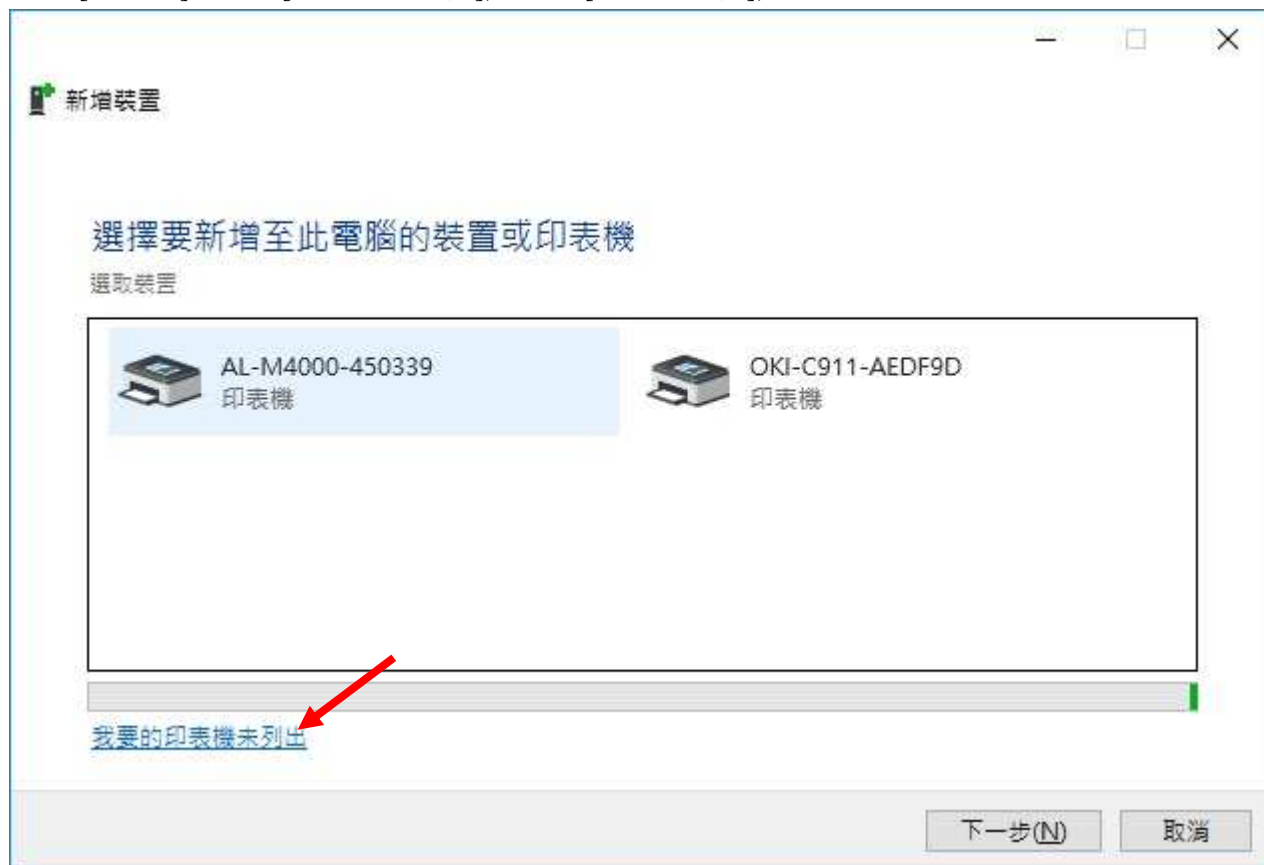 新增裝置
選擇要新增至此電腦的裝置或印表機
選取裝置
AL-M4000-450339
印表機
OKI-C911-AEDF9D
印表機
我要的印表機未列出
下一步(N)
取消